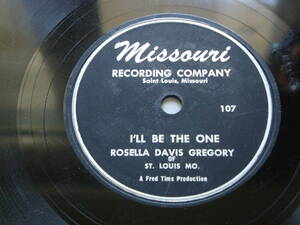 Missouri
RECORDING COMPANY
Saint Louis, Missouri
107
I'LL BE THE ONE
ROSELLA DAVIS GREGORY
OF
ST. LOUIS MO.
A Fred Tims Production